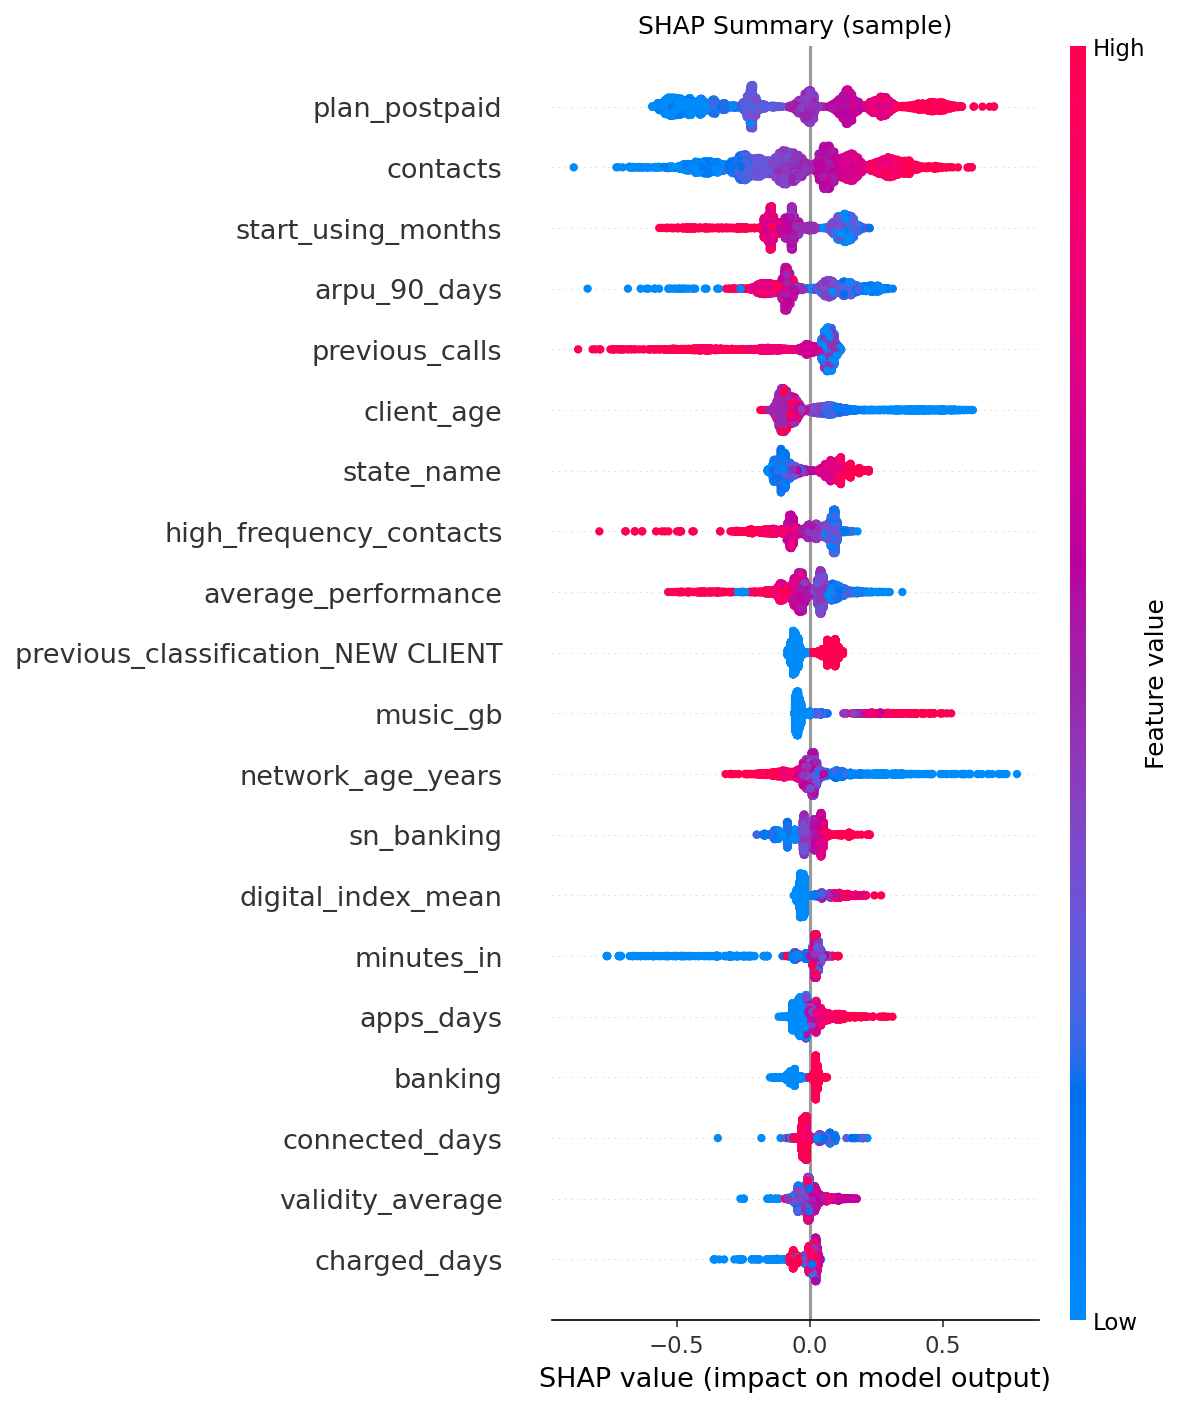 SHAP Summary (sample)
High
plan_postpaid
contacts
start_using_months
arpu_90_days
previous_calls
client_age
state_name
high_frequency_contacts
average_performance
previous_classification_NEW CLIENT
music_gb
network_age_years
sn_banking
digital_index_mean
minutes_in
apps_days
banking
connected_days
validity_average
charged_days
Feature value
Low
−0.5 0.0 0.5
SHAP value (impact on model output)